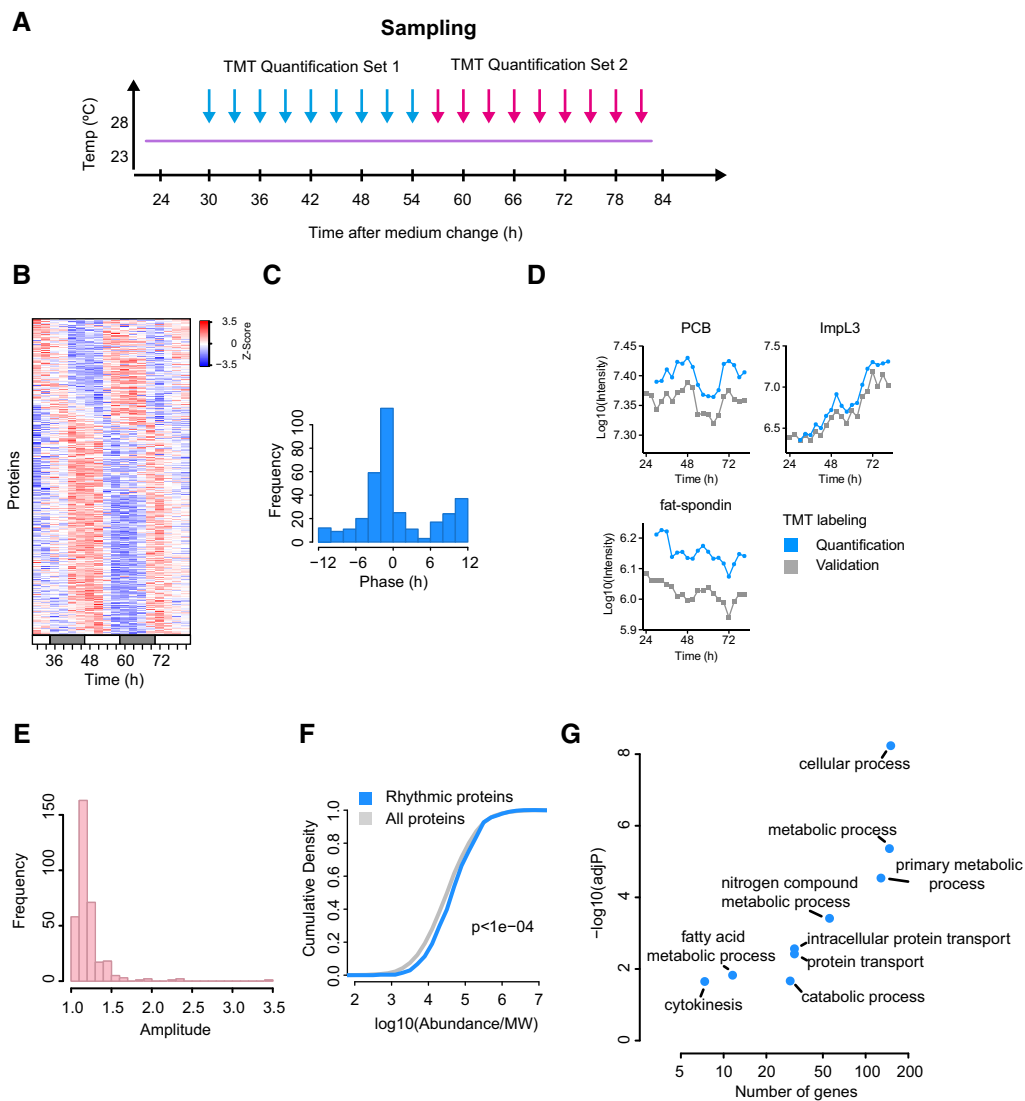 A
Sampling
TMT Quantification Set 1
TMT Quantification Set 2
Temp (ºC)
28
23
24 30 36 42 48 54 60 66 72 78 84
Time after medium change (h)
B
Proteins
3.5
0
−3.5
Z-Score
36 48 60 72
Time (h)
C
Frequency
0 20 40 60 80 100
−12 −6 0 6 12
Phase (h)
D
PCB
Log10(Intensity)
7.45
7.40
7.35
7.30
24 48 72
Time (h)
ImpL3
7.5
7.0
6.5
24 48 72
Time (h)
fat-spondin
Log10(Intensity)
6.2
6.1
6.0
5.9
24 48 72
Time (h)
TMT labeling
Quantification
Validation
E
Frequency
0 50 100 150
1.0 1.5 2.0 2.5 3.0 3.5
Amplitude
F
Rhythmic proteins
All proteins
Cumulative Density
0.0 0.2 0.4 0.6 0.8 1.0
p<1e−04
2 3 4 5 6 7
log10(Abundance/MW)
G
−log10(adjP)
0 2 4 6 8
cellular process
metabolic process
primary metabolic
process
nitrogen compound
metabolic process
intracellular protein transport
protein transport
fatty acid
metabolic process
catabolic process
cytokinesis
5 10 20 50 100 200
Number of genes